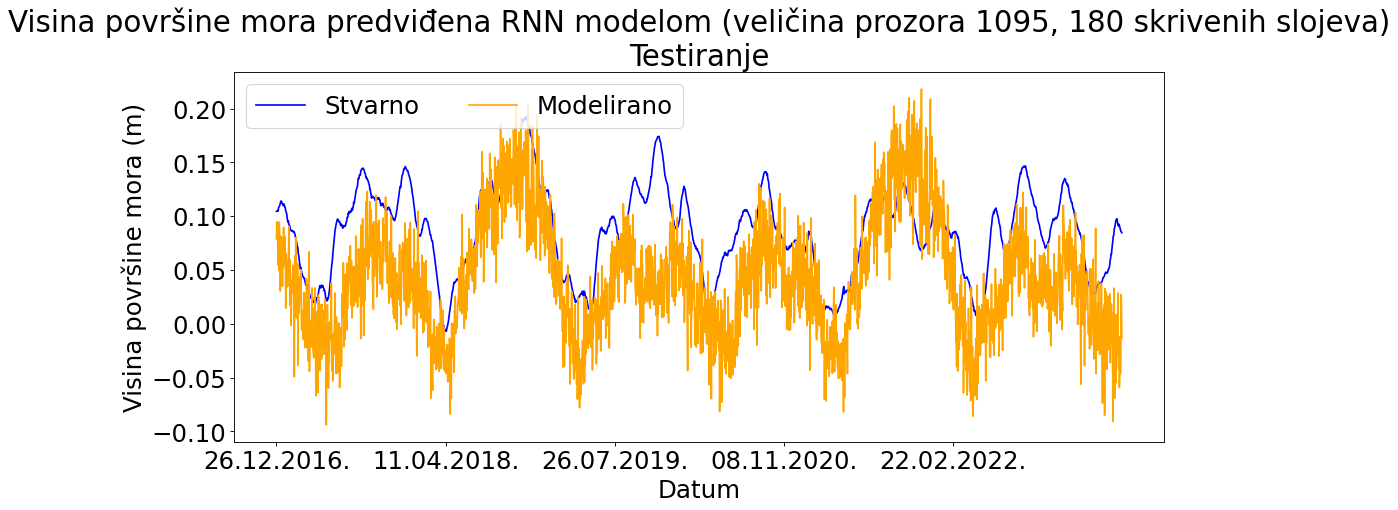 Visina površine mora predviđena RNN modelom (veličina prozora 1095, 180 skrivenih slojeva)
Testiranje
Stvarno Modelirano
Visina površine mora (m)
0.20
0.15
0.10
0.05
0.00
−0.05
−0.10
26.12.2016. 11.04.2018. 26.07.2019. 08.11.2020. 22.02.2022.
Datum